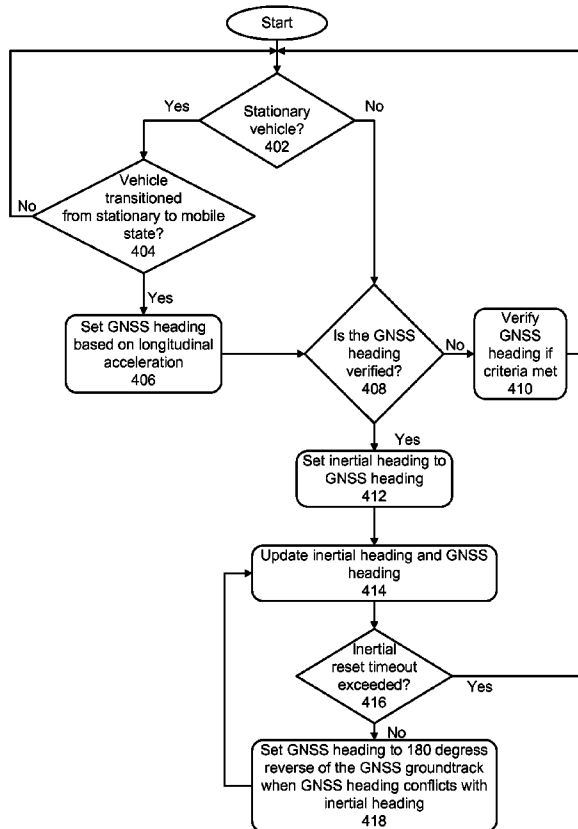 Start
Yes
No
Stationary
vehicle?
402
Vehicle
transitioned
from stationary to mobile
state?
404
No
Yes
Set GNSS heading
based on longitudinal
acceleration
406
Is the GNSS
heading
verified?
408
No
Verify
GNSS
heading if
criteria met
410
Yes
Set inertial heading to
GNSS heading
412
Update inertial heading and GNSS
heading
414
Inertial
reset timeout
exceeded?
416
Yes
No
Set GNSS heading to 180 degress
reverse of the GNSS groundtrack
when GNSS heading conflicts with
inertial heading
418